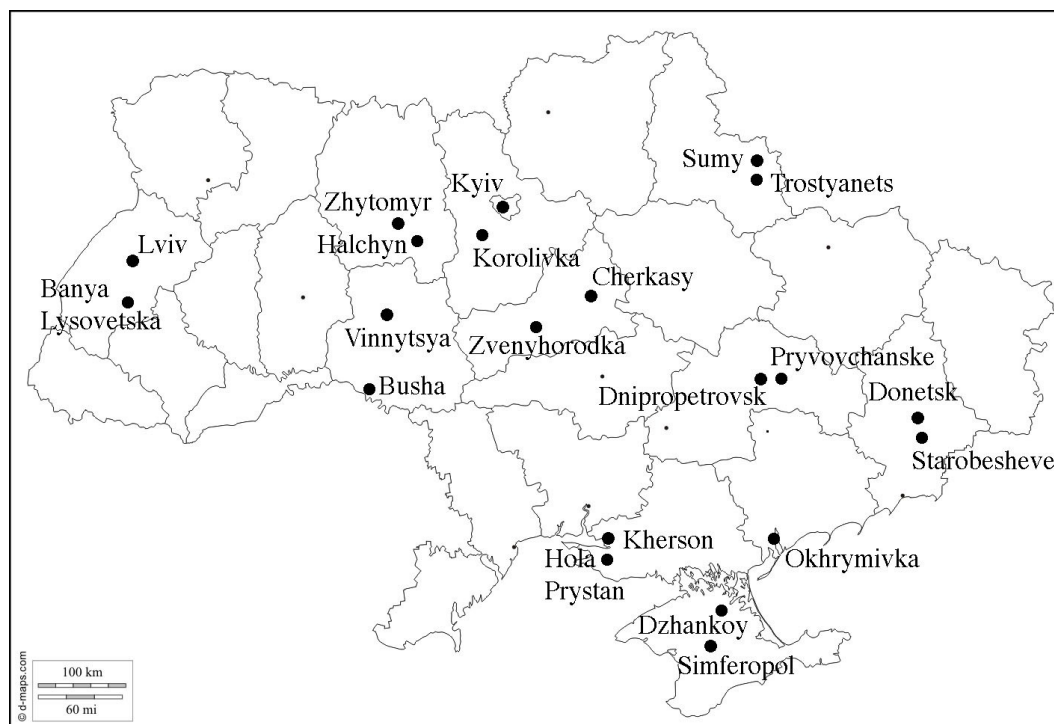 Sumy
Trostyanets
Kyiv
Zhytomyr
Halchyn
Korolivka
Lviv
Banya
Lysovetska
Cherkasy
Vinnytsya
Zvenyhorodka
Pryvovchanske
Busha
Dnipropetrovsk
Donetsk
Starobesheve
Kherson
Hola
Prystan
Okhrymivka
Dzhankoy
Simferopol
100 km
60 mi
© d-maps.com